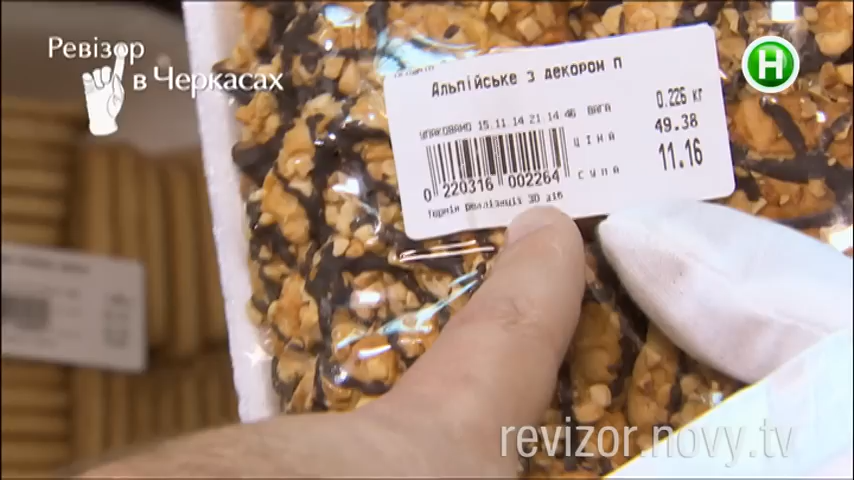 Ревізор
в Черкасах
Н
Альпійське з декором п
УПАКОВАНО 15.11.14 21:14:46 ВАГА 0.226 кг
ЦІНА 49.38
СУМА 11.16
0 220316 002264
Термін реалізації 30 діб
revizor.novy.tv